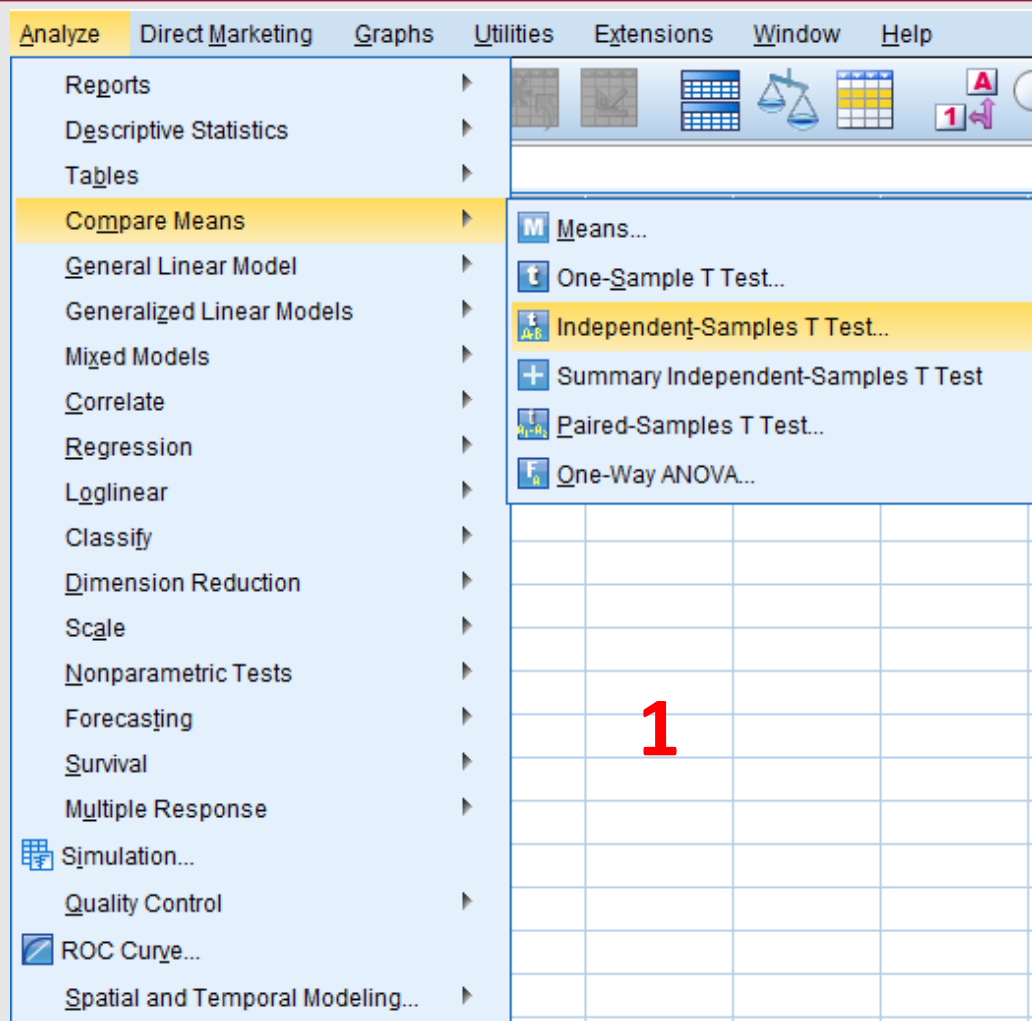 Analyze Direct Marketing Graphs Utilities Extensions Window Help
Reports
Descriptive Statistics
Tables
Compare Means
General Linear Model
Generalized Linear Models
Mixed Models
Correlate
Regression
Loglinear
Classify
Dimension Reduction
Scale
Nonparametric Tests
Forecasting
Survival
Multiple Response
Simulation...
Quality Control
ROC Curve...
Spatial and Temporal Modeling...
A
1
M Means...
t One-Sample T Test...
t A-B Independent-Samples T Test...
Summary Independent-Samples T Test
t A₁-A₂ Paired-Samples T Test...
F A One-Way ANOVA...
1